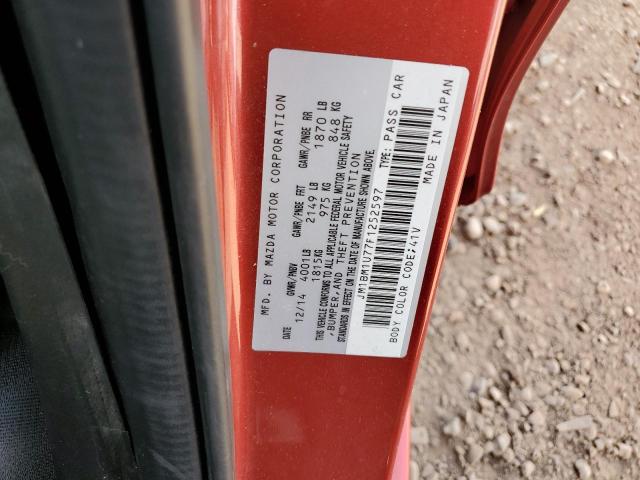 MFD. BY MAZDA MOTOR CORPORATION
DATE GVWR/PNBV GAWR/PNBE FRT GAWR/PNBE RR
12/14 4001LB 2149 LB 1870 LB
1815KG 975 KG 848 KG
THIS VEHICLE CONFORMS TO ALL APPLICABLE FEDERAL MOTOR VEHICLE SAFETY
,BUMPER,AND THEFT PREVENTION
STANDARDS IN EFFECT ON THE DATE OF MANUFACTURE SHOWN ABOVE.
JM1BM1U77F1252597 TYPE: PASS CAR
BODY COLOR CODE:41V MADE IN JAPAN